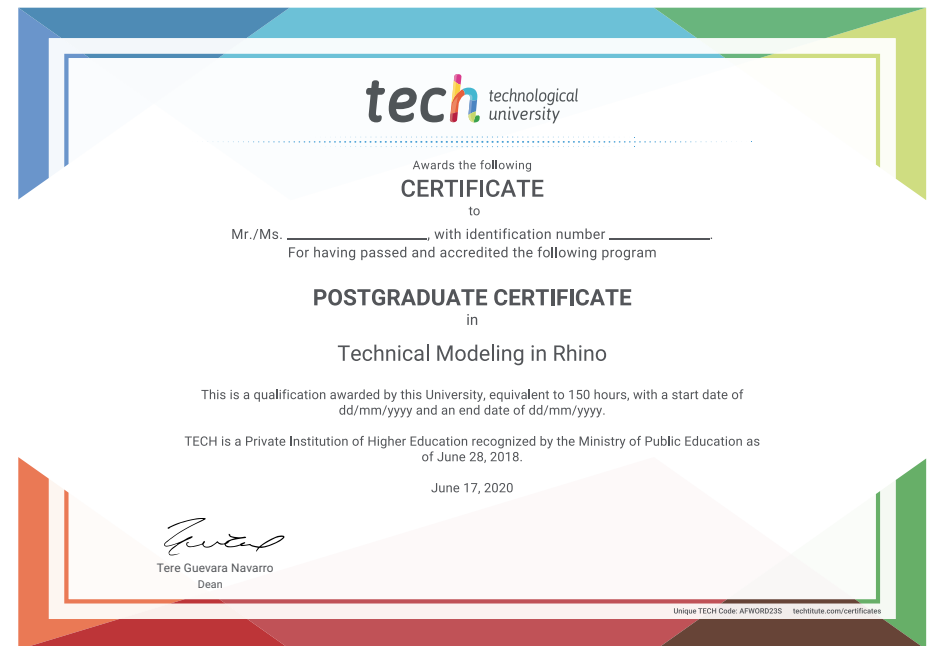 tech technological
university
Awards the following
CERTIFICATE
to
Mr./Ms. ____________________, with identification number ______________.
For having passed and accredited the following program
POSTGRADUATE CERTIFICATE
in
Technical Modeling in Rhino
This is a qualification awarded by this University, equivalent to 150 hours, with a start date of
dd/mm/yyyy and an end date of dd/mm/yyyy.
TECH is a Private Institution of Higher Education recognized by the Ministry of Public Education as
of June 28, 2018.
June 17, 2020
Tere Guevara Navarro
Dean
Unique TECH Code: AFWORD23S techtitute.com/certificates